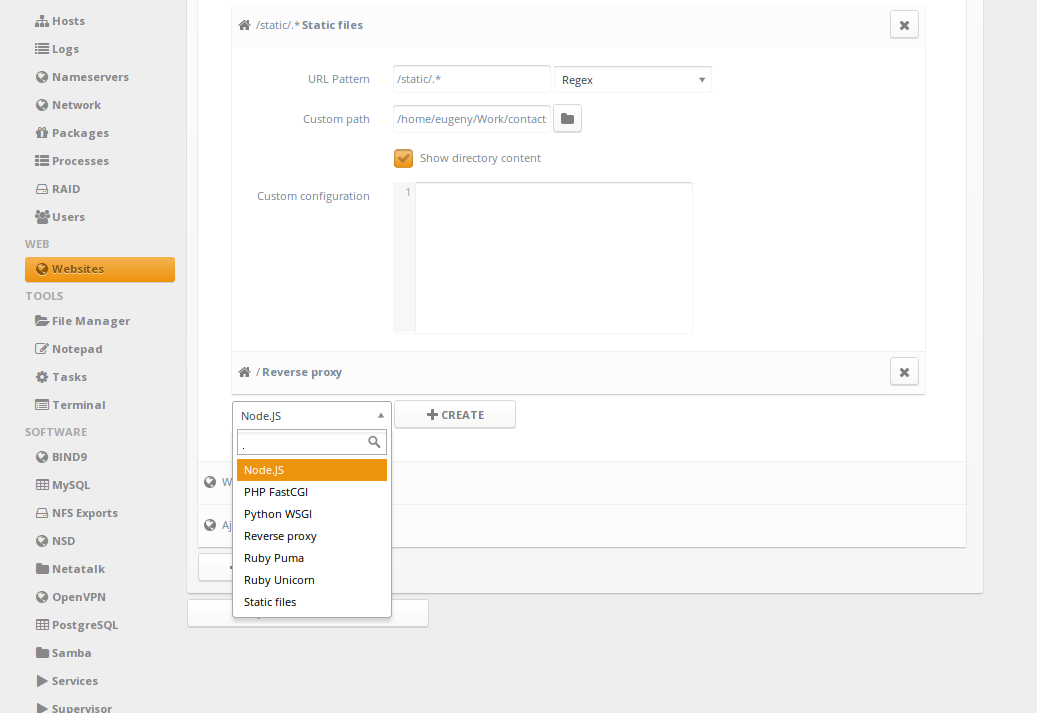 Hosts
Logs
Nameservers
Network
Packages
Processes
RAID
Users
WEB
Websites
TOOLS
File Manager
Notepad
Tasks
Terminal
SOFTWARE
BIND9
MySQL
NFS Exports
NSD
Netatalk
OpenVPN
PostgreSQL
Samba
Services
Supervisor
/static/.* Static files
URL Pattern /static/.* Regex
Custom path /home/eugeny/Work/contact
Show directory content
Custom configuration 1
/ Reverse proxy
Node.JS CREATE
.
Node.JS
PHP FastCGI
Python WSGI
Reverse proxy
Ruby Puma
Ruby Unicorn
Static files